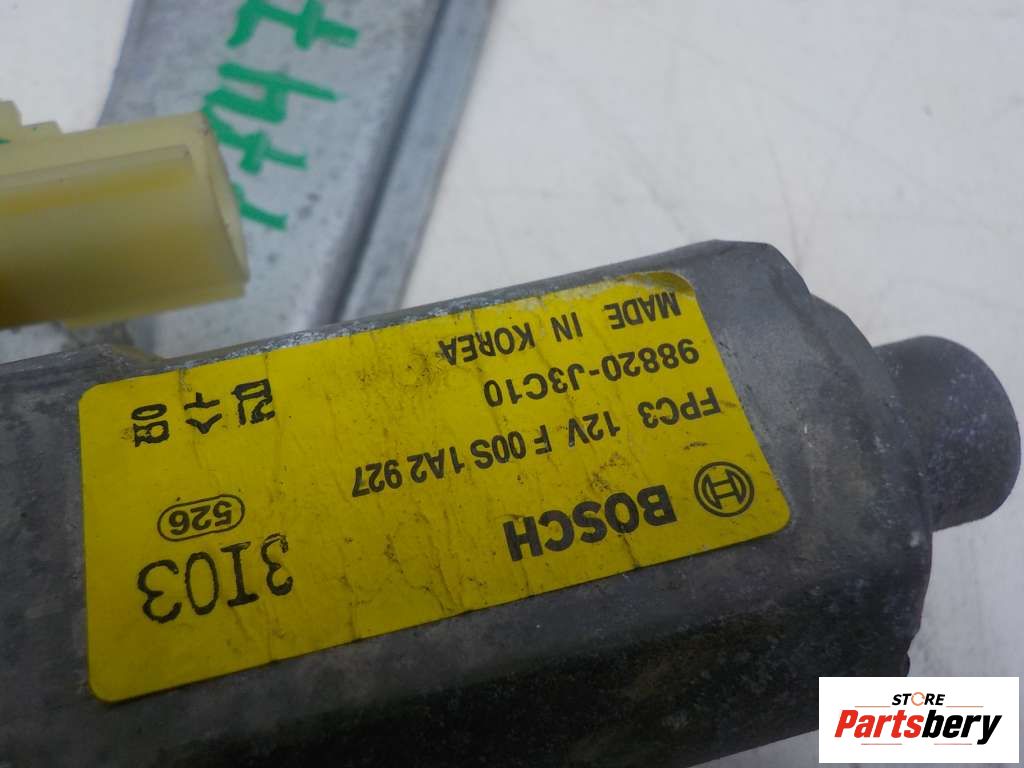 BOSCH
FPC3 12V F 00S 1A2 927
98820-J3C10
MADE IN KOREA
3I03
526
STORE
Partsbery